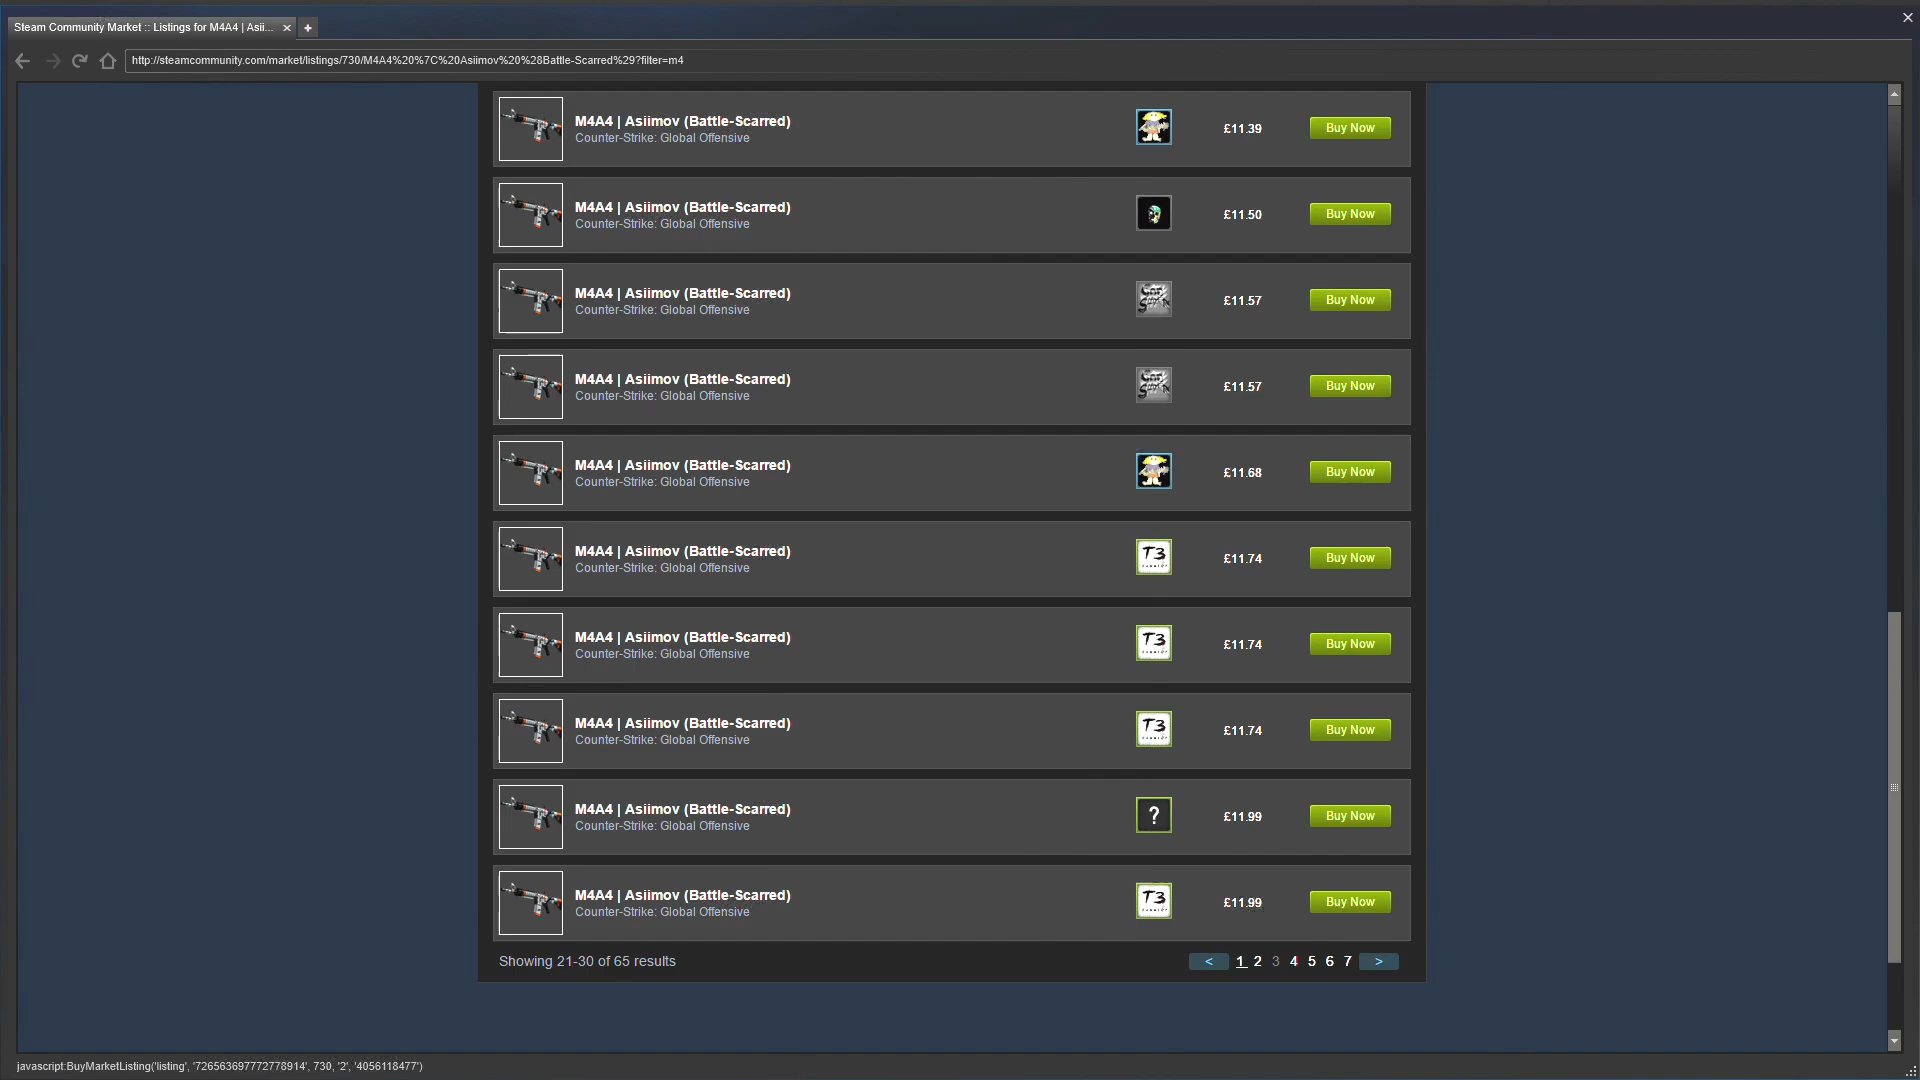 Steam Community Market :: Listings for M4A4 | Asii...
http://steamcommunity.com/market/listings/730/M4A4%20%7C%20Asiimov%20%28Battle-Scarred%29?filter=m4
M4A4 | Asiimov (Battle-Scarred)
Counter-Strike: Global Offensive
£11.39
Buy Now
M4A4 | Asiimov (Battle-Scarred)
Counter-Strike: Global Offensive
£11.50
Buy Now
M4A4 | Asiimov (Battle-Scarred)
Counter-Strike: Global Offensive
£11.57
Buy Now
M4A4 | Asiimov (Battle-Scarred)
Counter-Strike: Global Offensive
£11.57
Buy Now
M4A4 | Asiimov (Battle-Scarred)
Counter-Strike: Global Offensive
£11.68
Buy Now
M4A4 | Asiimov (Battle-Scarred)
Counter-Strike: Global Offensive
T3
£11.74
Buy Now
M4A4 | Asiimov (Battle-Scarred)
Counter-Strike: Global Offensive
T3
£11.74
Buy Now
M4A4 | Asiimov (Battle-Scarred)
Counter-Strike: Global Offensive
T3
£11.74
Buy Now
M4A4 | Asiimov (Battle-Scarred)
Counter-Strike: Global Offensive
?
£11.99
Buy Now
M4A4 | Asiimov (Battle-Scarred)
Counter-Strike: Global Offensive
T3
£11.99
Buy Now
Showing 21-30 of 65 results
< 1 2 3 4 5 6 7 >
javascript:BuyMarketListing('listing', '726563697772778914', 730, '2', '4056118477')